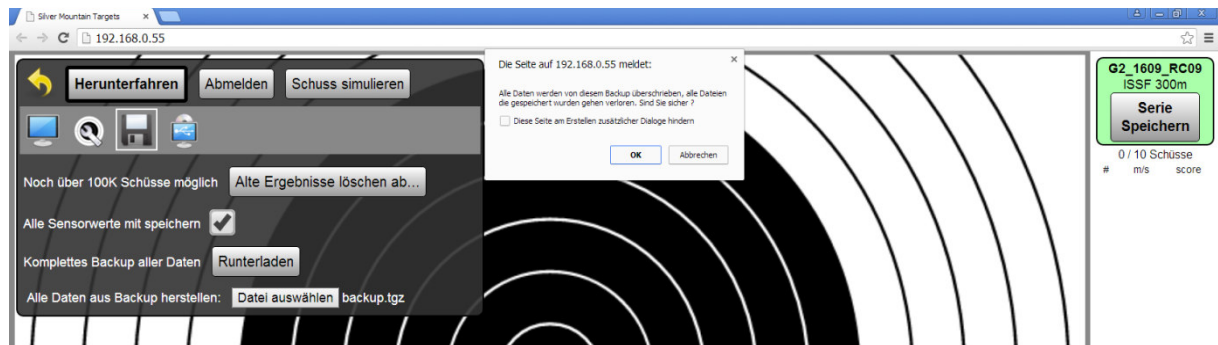 Silver Mountain Targets
192.168.0.55
Herunterfahren
Abmelden
Schuss simulieren
Noch über 100K Schüsse möglich
Alte Ergebnisse löschen ab...
Alle Sensorwerte mit speichern
Komplettes Backup aller Daten
Runterladen
Alle Daten aus Backup herstellen:
Datei auswählen
backup.tgz
Die Seite auf 192.168.0.55 meldet:
Alle Daten werden von diesem Backup überschrieben, alle Dateien
die gespeichert wurden gehen verloren. Sind Sie sicher ?
Diese Seite am Erstellen zusätzlicher Dialoge hindern
OK
Abbrechen
G2_1609_RC09
ISSF 300m
Serie
Speichern
0 / 10 Schüsse
# m/s score